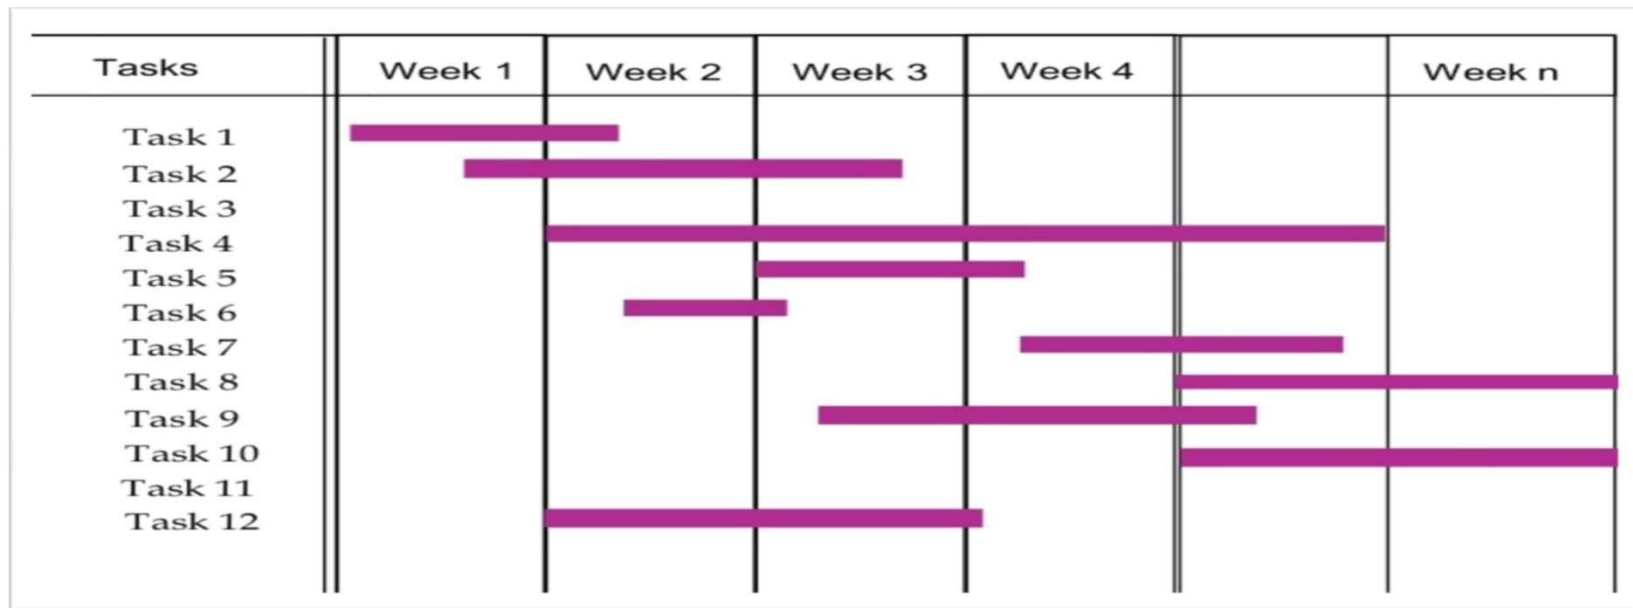 Tasks Week 1 Week 2 Week 3 Week 4 Week n
Task 1
Task 2
Task 3
Task 4
Task 5
Task 6
Task 7
Task 8
Task 9
Task 10
Task 11
Task 12